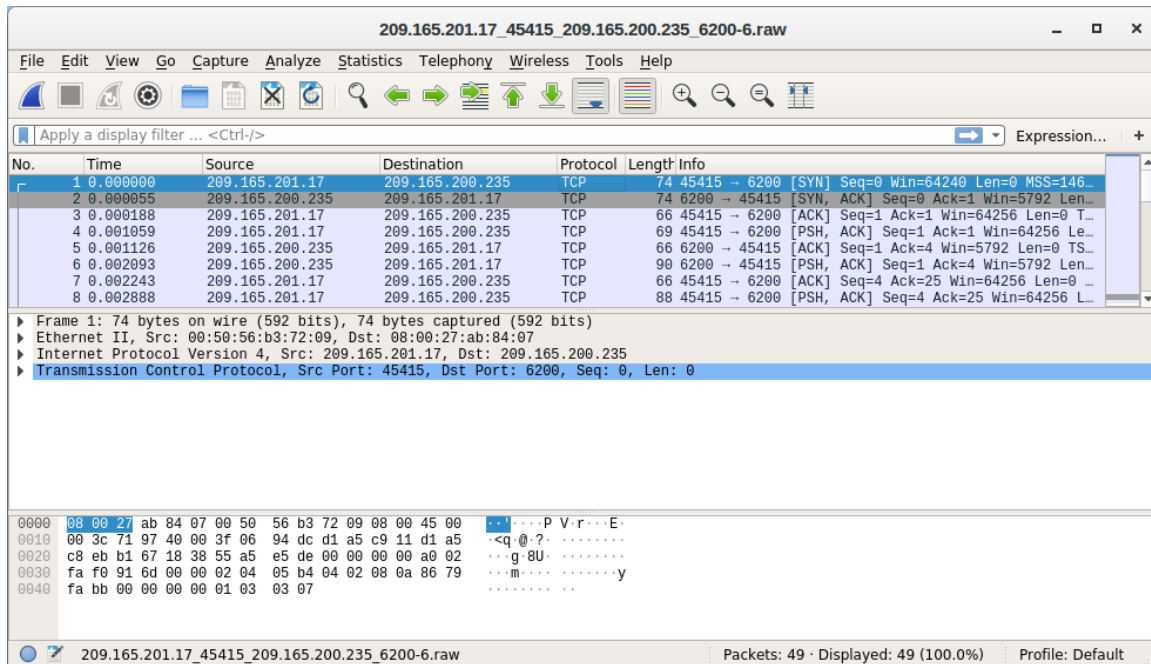 209.165.201.17_45415_209.165.200.235_6200-6.raw
File Edit View Go Capture Analyze Statistics Telephony Wireless Tools Help
Apply a display filter ... <Ctrl-/> Expression... +
No. Time Source Destination Protocol Length Info
1 0.000000 209.165.201.17 209.165.200.235 TCP 74 45415 → 6200 [SYN] Seq=0 Win=64240 Len=0 MSS=146…
2 0.000055 209.165.200.235 209.165.201.17 TCP 74 6200 → 45415 [SYN, ACK] Seq=0 Ack=1 Win=5792 Len…
3 0.000188 209.165.201.17 209.165.200.235 TCP 66 45415 → 6200 [ACK] Seq=1 Ack=1 Win=64256 Len=0 T…
4 0.001059 209.165.201.17 209.165.200.235 TCP 69 45415 → 6200 [PSH, ACK] Seq=1 Ack=1 Win=64256 Le…
5 0.001126 209.165.200.235 209.165.201.17 TCP 66 6200 → 45415 [ACK] Seq=1 Ack=4 Win=5792 Len=0 TS…
6 0.002093 209.165.200.235 209.165.201.17 TCP 90 6200 → 45415 [PSH, ACK] Seq=1 Ack=4 Win=5792 Len…
7 0.002243 209.165.201.17 209.165.200.235 TCP 66 45415 → 6200 [ACK] Seq=4 Ack=25 Win=64256 Len=0 …
8 0.002888 209.165.201.17 209.165.200.235 TCP 88 45415 → 6200 [PSH, ACK] Seq=4 Ack=25 Win=64256 L…
Frame 1: 74 bytes on wire (592 bits), 74 bytes captured (592 bits)
Ethernet II, Src: 00:50:56:b3:72:09, Dst: 08:00:27:ab:84:07
Internet Protocol Version 4, Src: 209.165.201.17, Dst: 209.165.200.235
Transmission Control Protocol, Src Port: 45415, Dst Port: 6200, Seq: 0, Len: 0
0000 08 00 27 ab 84 07 00 50 56 b3 72 09 08 00 45 00 ··'····P V·r···E·
0010 00 3c 71 97 40 00 3f 06 94 dc d1 a5 c9 11 d1 a5 ·<q·@·?· ········
0020 c8 eb b1 67 18 38 55 a5 e5 de 00 00 00 00 a0 02 ···g·8U· ········
0030 fa f0 91 6d 00 00 02 04 05 b4 04 02 08 0a 86 79 ···m···· ·······y
0040 fa bb 00 00 00 00 01 03 03 07 ········ ··
209.165.201.17_45415_209.165.200.235_6200-6.raw Packets: 49 · Displayed: 49 (100.0%) Profile: Default